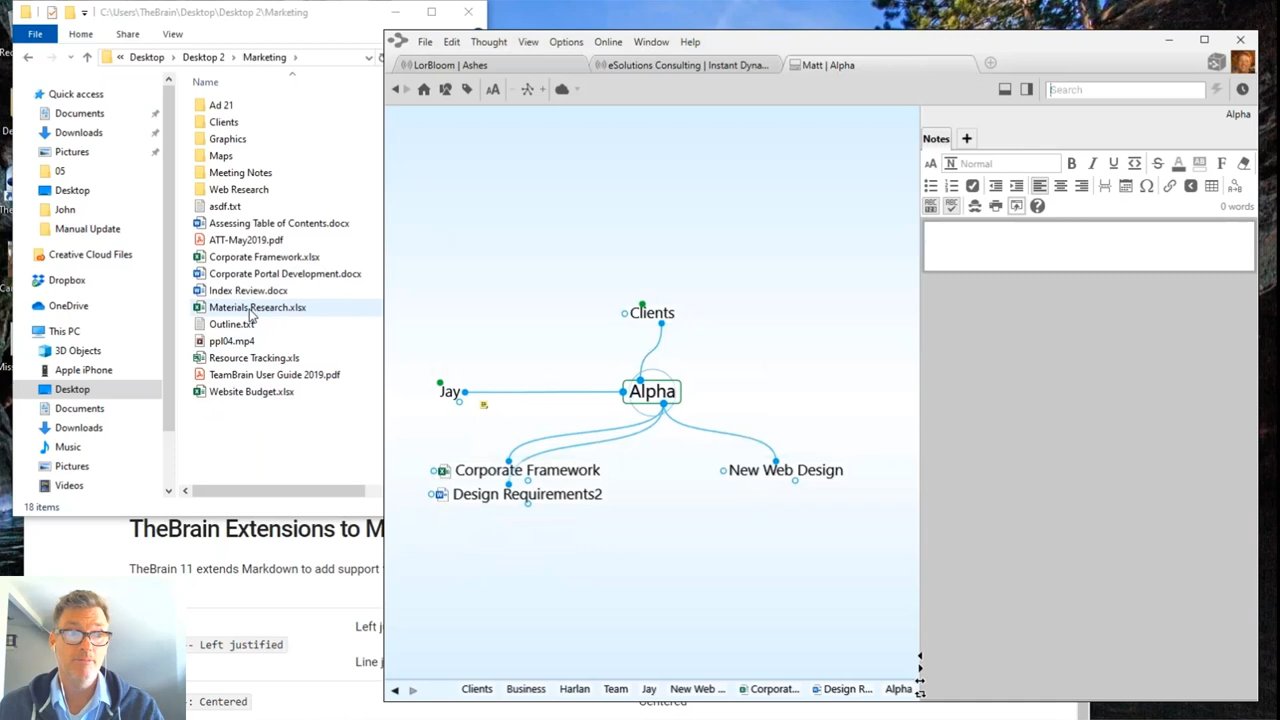 C:\Users\TheBrain\Desktop\Desktop 2\Marketing
File Home Share View
« Desktop > Desktop 2 > Marketing >
Name
Quick access
Documents
Downloads
Pictures
05
Desktop
John
Manual Update
Creative Cloud Files
Dropbox
OneDrive
This PC
3D Objects
Apple iPhone
Desktop
Documents
Downloads
Music
Pictures
Videos
Ad 21
Clients
Graphics
Maps
Meeting Notes
Web Research
asdf.txt
Assessing Table of Contents.docx
ATT-May2019.pdf
Corporate Framework.xlsx
Corporate Portal Development.docx
Index Review.docx
Materials Research.xlsx
Outline.txt
ppl04.mp4
Resource Tracking.xls
TeamBrain User Guide 2019.pdf
Website Budget.xlsx
18 items
TheBrain Extensions to M
TheBrain 11 extends Markdown to add support
Left j
- Left justified
Line j
: Centered
Centered
File Edit Thought View Options Online Window Help
LorBloom | Ashes
eSolutions Consulting | Instant Dyna...
Matt | Alpha
Search
Alpha
Notes +
Normal
B I U
0 words
Clients
Jay
Alpha
Corporate Framework
Design Requirements2
New Web Design
Clients Business Harlan Team Jay New Web ... Corporat... Design R... Alpha